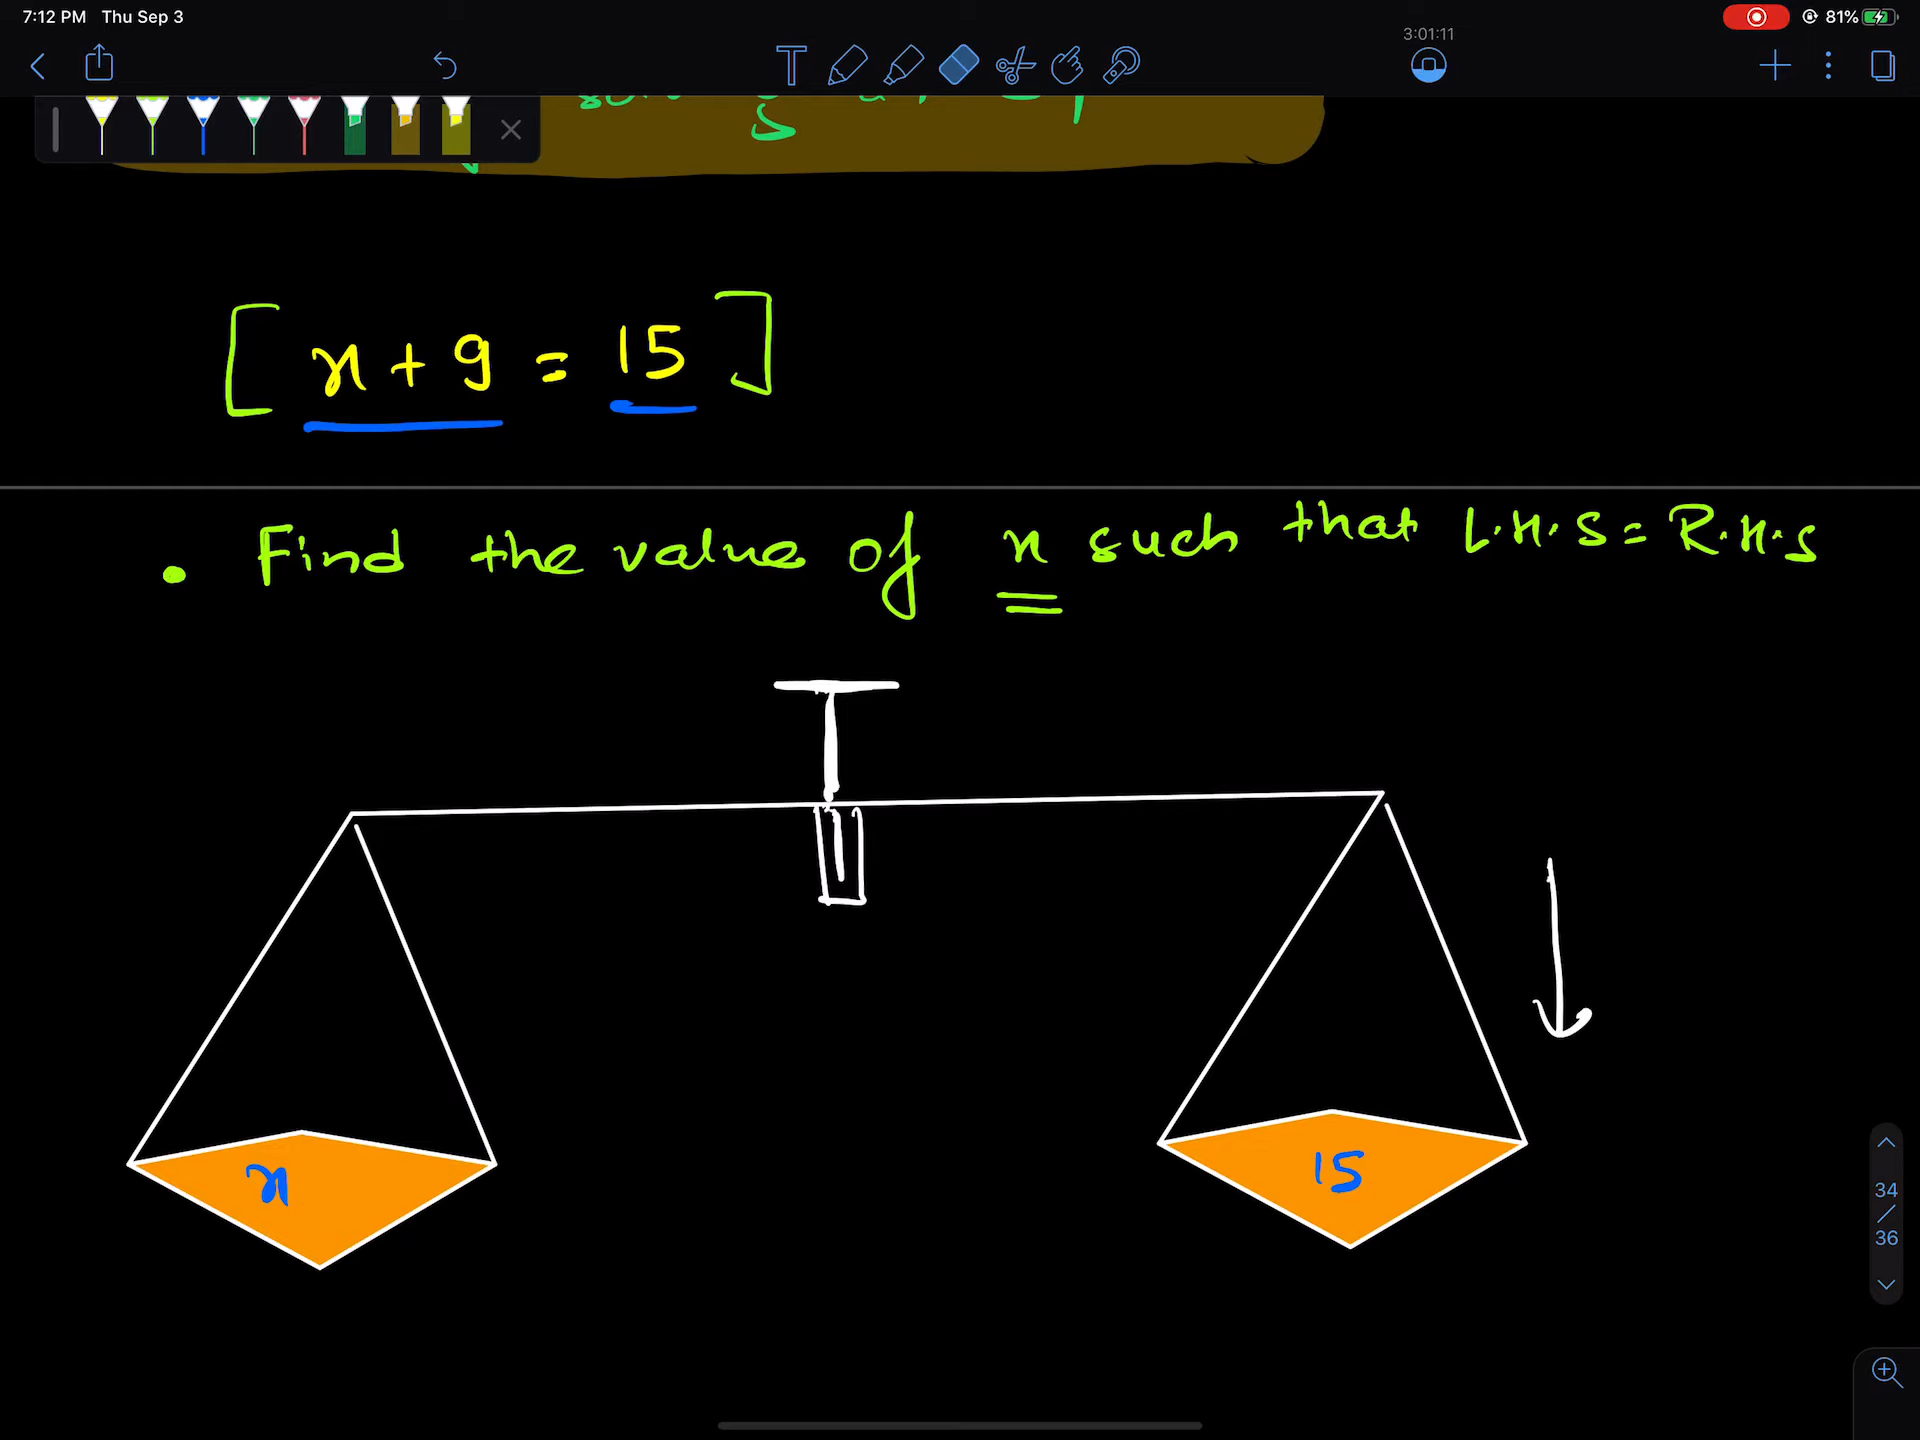 7:12 PM Thu Sep 3
81%
3:01:11
[ x + 9 = 15 ]
• Find the value of x such that L.H.S = R.H.S
x
15
34
/
36